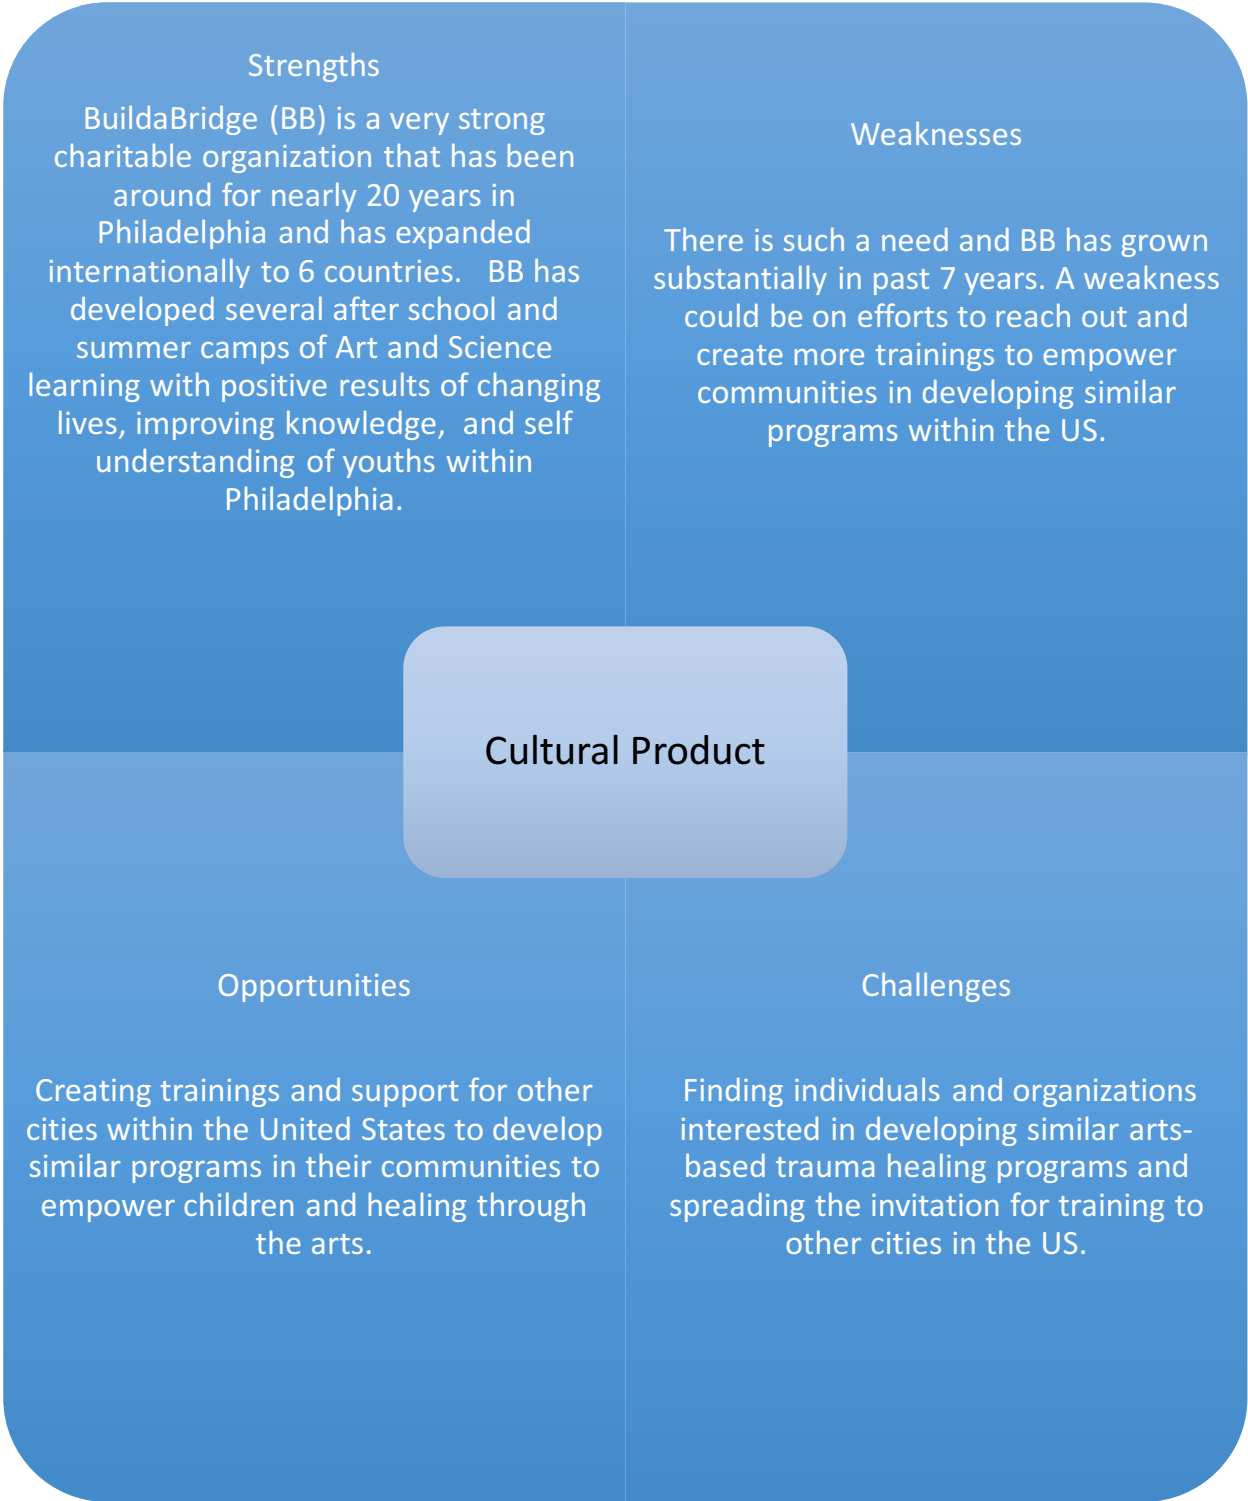 Strengths
BuildaBridge (BB) is a very strong
charitable organization that has been
around for nearly 20 years in
Philadelphia and has expanded
internationally to 6 countries.   BB has
developed several after school and
summer camps of Art and Science
learning with positive results of changing
lives, improving knowledge,  and self
understanding of youths within
Philadelphia.
Weaknesses
There is such a need and BB has grown
substantially in past 7 years. A weakness
could be on efforts to reach out and
create more trainings to empower
communities in developing similar
programs within the US.
Cultural Product
Opportunities
Creating trainings and support for other
cities within the United States to develop
similar programs in their communities to
empower children and healing through
the arts.
Challenges
Finding individuals and organizations
interested in developing similar arts-
based trauma healing programs and
spreading the invitation for training to
other cities in the US.